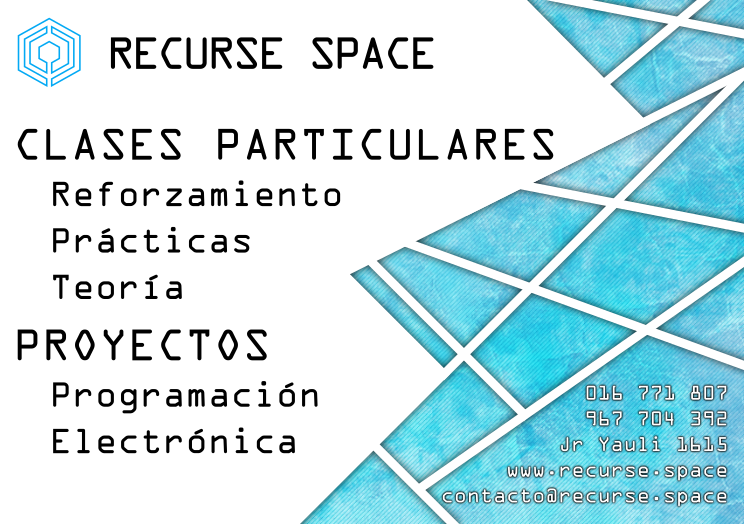 RECURSE SPACE
CLASES PARTICULARES
Reforzamiento
Prácticas
Teoría
PROYECTOS
Programación
Electrónica
016 771 807
967 704 392
Jr Yauli 1615
www.recurse.space
contacto@recurse.space